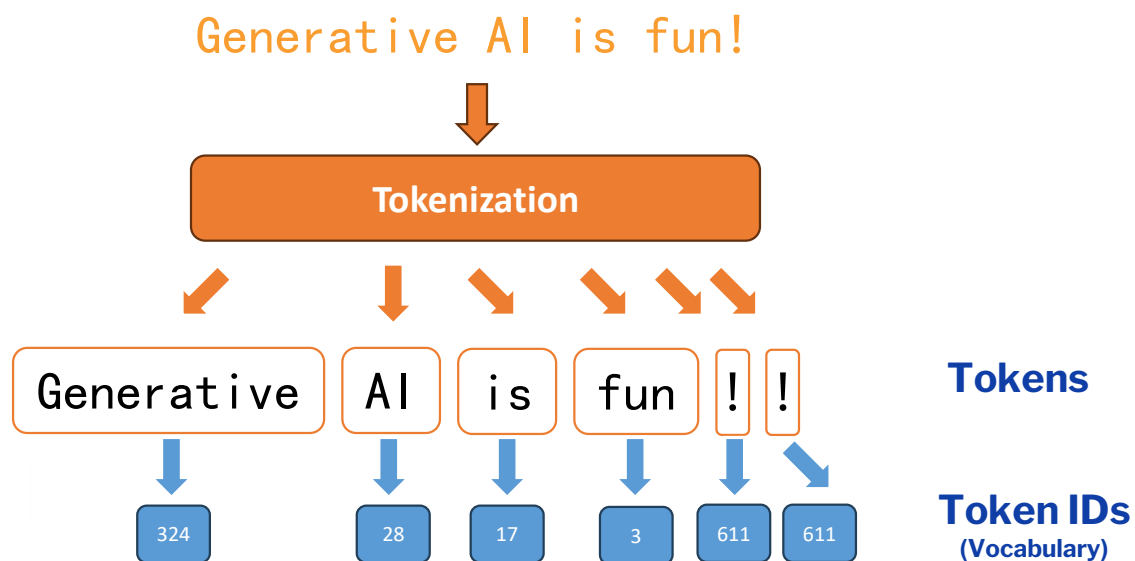 Generative AI is fun!
Tokenization
Generative AI is fun ! ! Tokens
324 28 17 3 611 611 Token IDs
(Vocabulary)